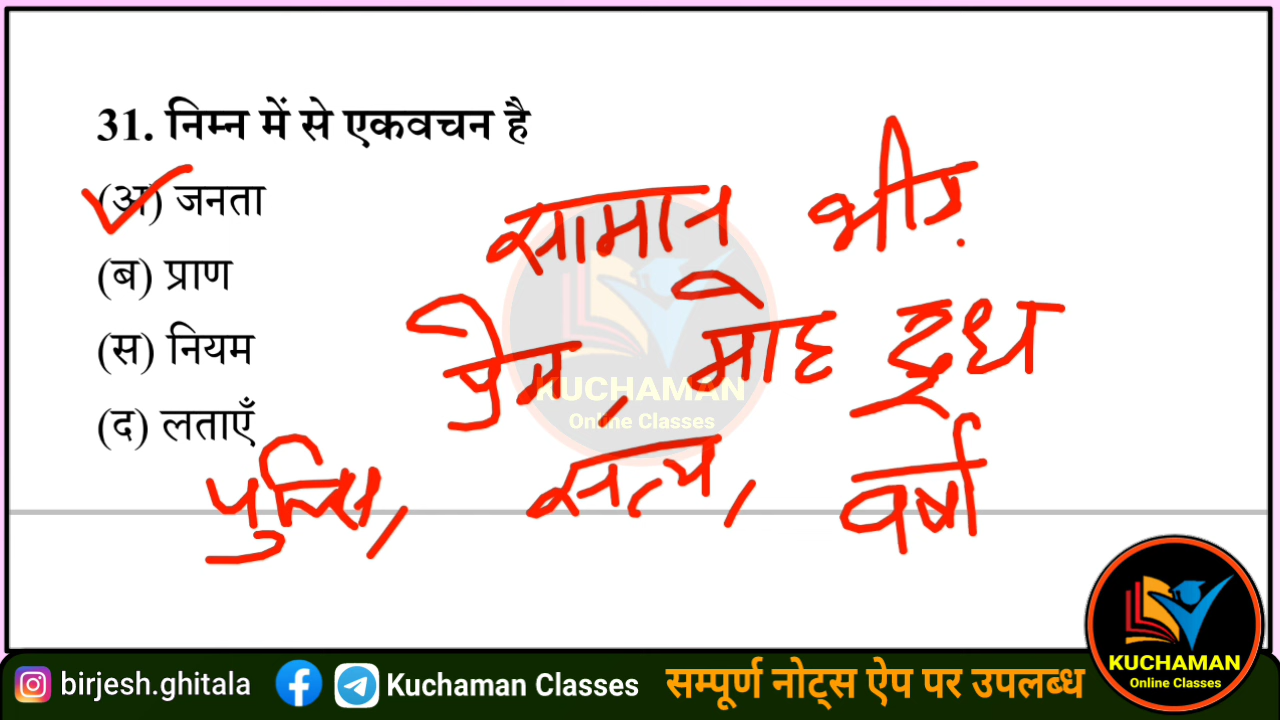 31. निम्न में से एकवचन है
(अ) जनता
(ब) प्राण
(स) नियम
(द) लताएँ
सामान भीड़
प्रेम, मोह दूध
सत्य, वर्षा
KUCHAMAN
Online Classes
birjesh.ghitala
Kuchaman Classes
सम्पूर्ण नोट्स ऐप पर उपलब्ध
KUCHAMAN
Online Classes